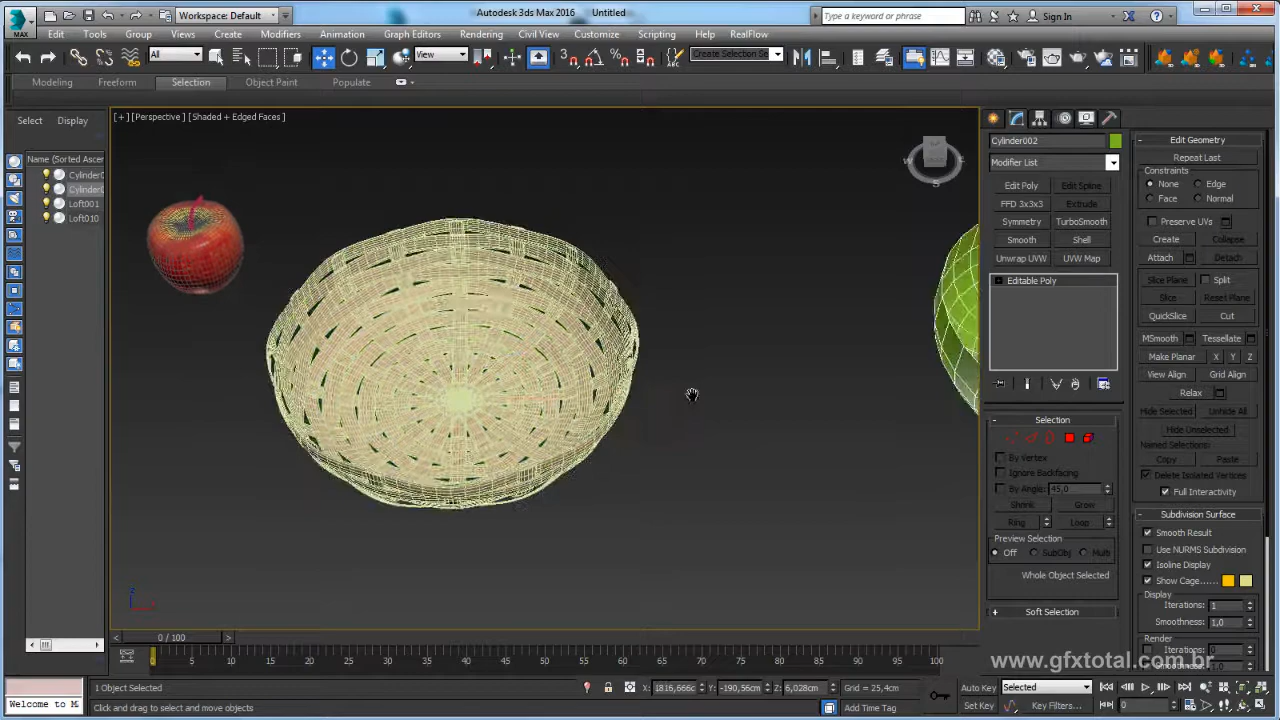 MAX
Workspace: Default
Autodesk 3ds Max 2016
Untitled
Type a keyword or phrase
Sign In
Edit Tools Group Views Create Modifiers Animation Graph Editors Rendering Civil View Customize Scripting Help RealFlow
All
View
Create Selection Se
Modeling Freeform Selection Object Paint Populate
Select Display
Name (Sorted Ascen
Cylinder0
Cylinder0
Loft001
Loft010
[+] [Perspective] [Shaded + Edged Faces]
S
Cylinder002
Modifier List
Edit Poly Edit Spline
FFD 3x3x3 Extrude
Symmetry TurboSmooth
Smooth Shell
Unwrap UVW UVW Map
Editable Poly
Selection
By Vertex
Ignore Backfacing
By Angle: 45,0
Shrink Grow
Ring Loop
Preview Selection
Off SubObj Multi
Whole Object Selected
Soft Selection
Edit Geometry
Repeat Last
Constraints
None Edge
Face Normal
Preserve UVs
Create Collapse
Attach Detach
Slice Plane Split
Slice Reset Plane
QuickSlice Cut
MSmooth Tessellate
Make Planar X Y Z
View Align Grid Align
Relax
Hide Selected Unhide All
Hide Unselected
Named Selections:
Copy Paste
Delete Isolated Vertices
Full Interactivity
Subdivision Surface
Smooth Result
Use NURMS Subdivision
Isoline Display
Show Cage......
Display
Iterations: 1
Smoothness: 1,0
Render
Iterations: 0
www.gfxtotal.com.br
0 / 100
0 5 10 15 20 25 30 35 40 45 50 55 60 65 70 75 80 85 90 95 100
1 Object Selected
X: 1816,666c Y: -190,56cm Z: 6,028cm Grid = 25,4cm
Auto Key Selected
Welcome to M
Click and drag to select and move objects
Add Time Tag
Set Key Key Filters... 0